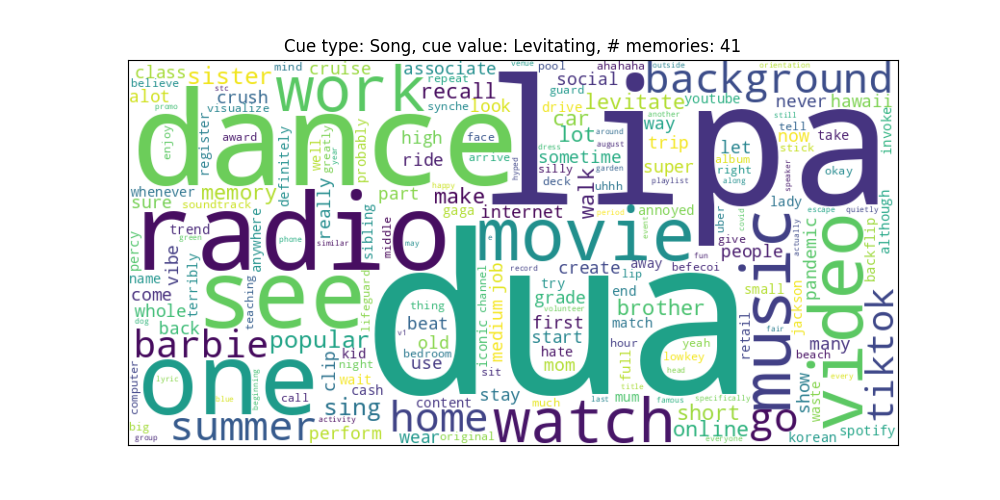 Cue type: Song, cue value: Levitating, # memories: 41
class sister mind cruise associate venue pool ahahaha outside orientation
believe stc work repeat recall social background
alot promo crush visualize synche look guard levitate youtube another never hawaii
dance lipa drive car way still
enjoy register award definitely well greatly year probably high face lot around trip let tell now take invoke
ride arrive sometime august album stick
silly garden super right okay
whenever memory part happy hyped deck uhhh dress playlist along speaker
sure soundtrack really make walk period annoyed lady escape quietly
radio gaga internet uber covid although
trend sibling middle movie event give actually
percy green vibe anywhere phone similar may people pandemic backflip
see record create lip away befecoi fun
name terribly teaching lifeguard dua iconic channel medium job try end small jackson video
come thing grade brother
whole volunteer match retail fair
dog back popular beat v1 first hour yeah tiktok
barbie old start full lowkey music many
kid bedroom hate beach
one night use sit mom head show
computer lyric beginning clip wait cash title waste every
blue call content stay last mum famous specifically
big sing home much short go
summer activity watch online spotify
group perform wear original everyone korean